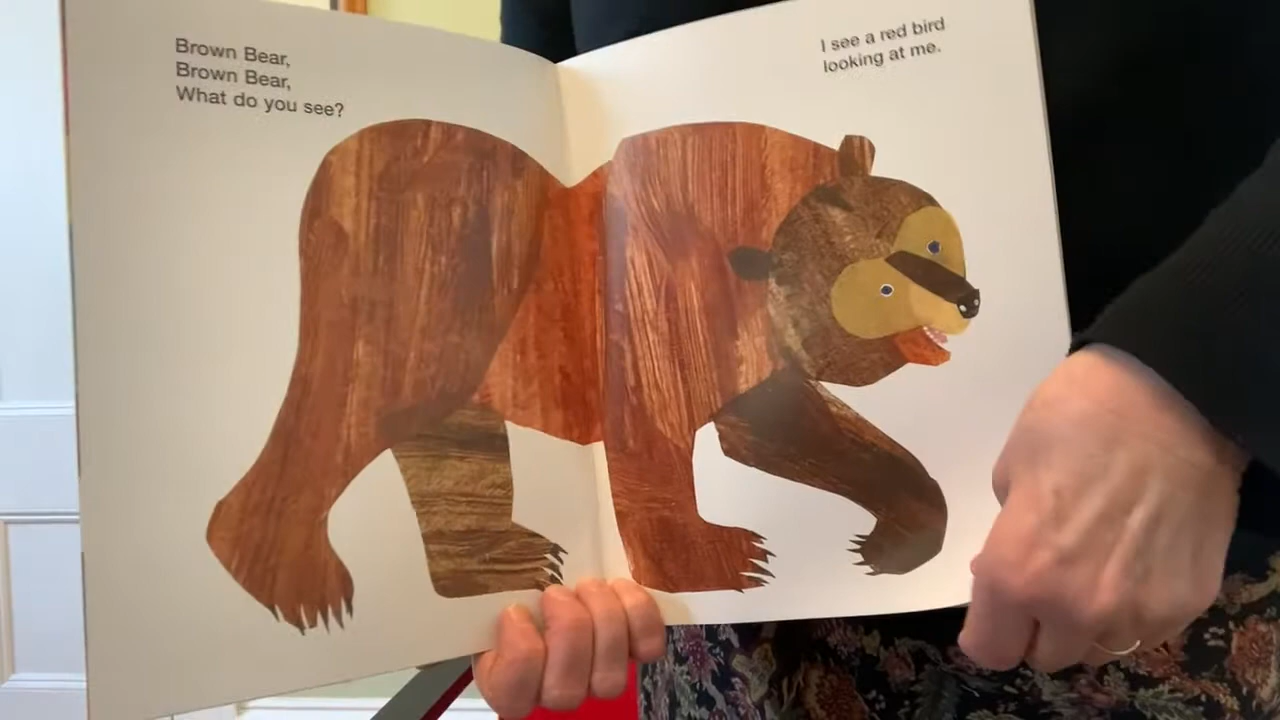 Brown Bear,
Brown Bear,
What do you see?
I see a red bird
looking at me.